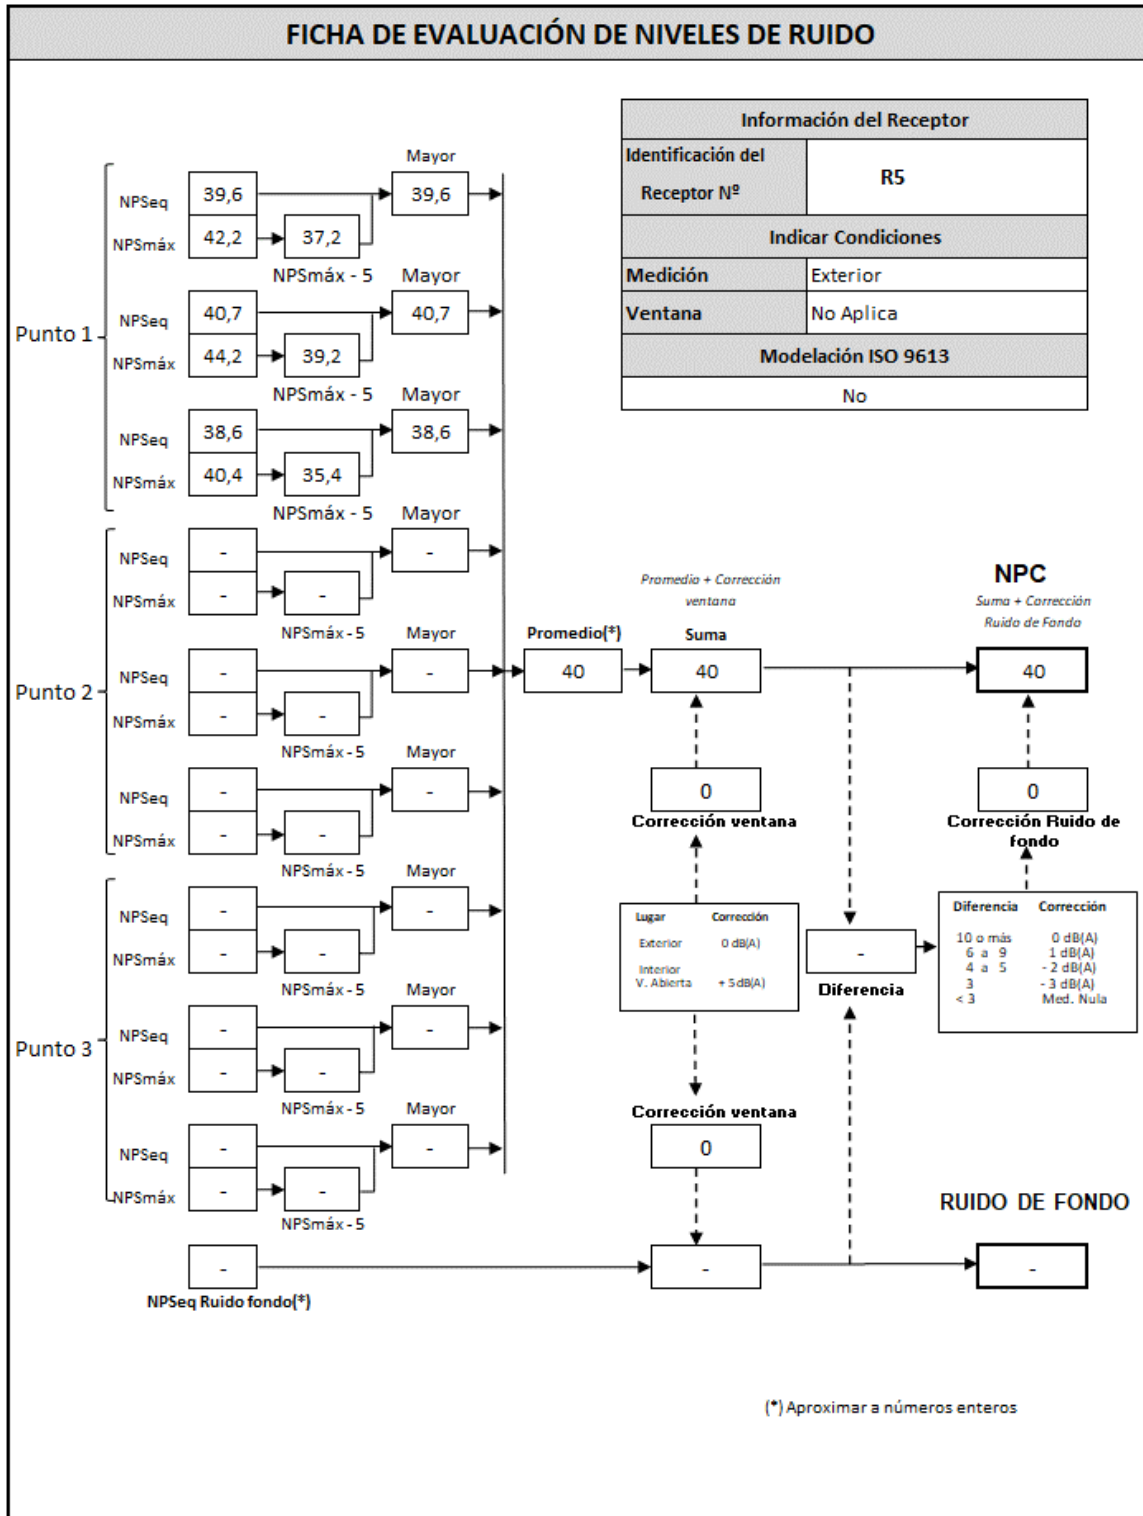 FICHA DE EVALUACIÓN DE NIVELES DE RUIDO
Información del Receptor
Identificación del Receptor Nº
R5
Indicar Condiciones
Medición Exterior
Ventana No Aplica
Modelación ISO 9613
No
Punto 1
Mayor
NPSeq 39,6 39,6
NPSmáx 42,2 37,2
NPSmáx - 5 Mayor
NPSeq 40,7 40,7
NPSmáx 44,2 39,2
NPSmáx - 5 Mayor
NPSeq 38,6 38,6
NPSmáx 40,4 35,4
NPSmáx - 5 Mayor
Punto 2
NPSeq - -
NPSmáx - -
NPSmáx - 5 Mayor
NPSeq - -
NPSmáx - -
NPSmáx - 5 Mayor
NPSeq - -
NPSmáx - -
NPSmáx - 5 Mayor
Punto 3
NPSeq - -
NPSmáx - -
NPSmáx - 5 Mayor
NPSeq - -
NPSmáx - -
NPSmáx - 5 Mayor
NPSeq - -
NPSmáx - -
NPSmáx - 5
-
NPSeq Ruido fondo(*)
Promedio(*)
40
Promedio + Corrección
ventana
Suma
40
0
Corrección ventana
Lugar Corrección
Exterior 0 dB(A)
Interior
V. Abierta + 5 dB(A)
Corrección ventana
0
-
-
Diferencia
NPC
Suma + Corrección
Ruido de Fondo
40
0
Corrección Ruido de
fondo
Diferencia Corrección
10 o más 0 dB(A)
6 a 9 1 dB(A)
4 a 5 - 2 dB(A)
3 - 3 dB(A)
< 3 Med. Nula
RUIDO DE FONDO
-
(*) Aproximar a números enteros